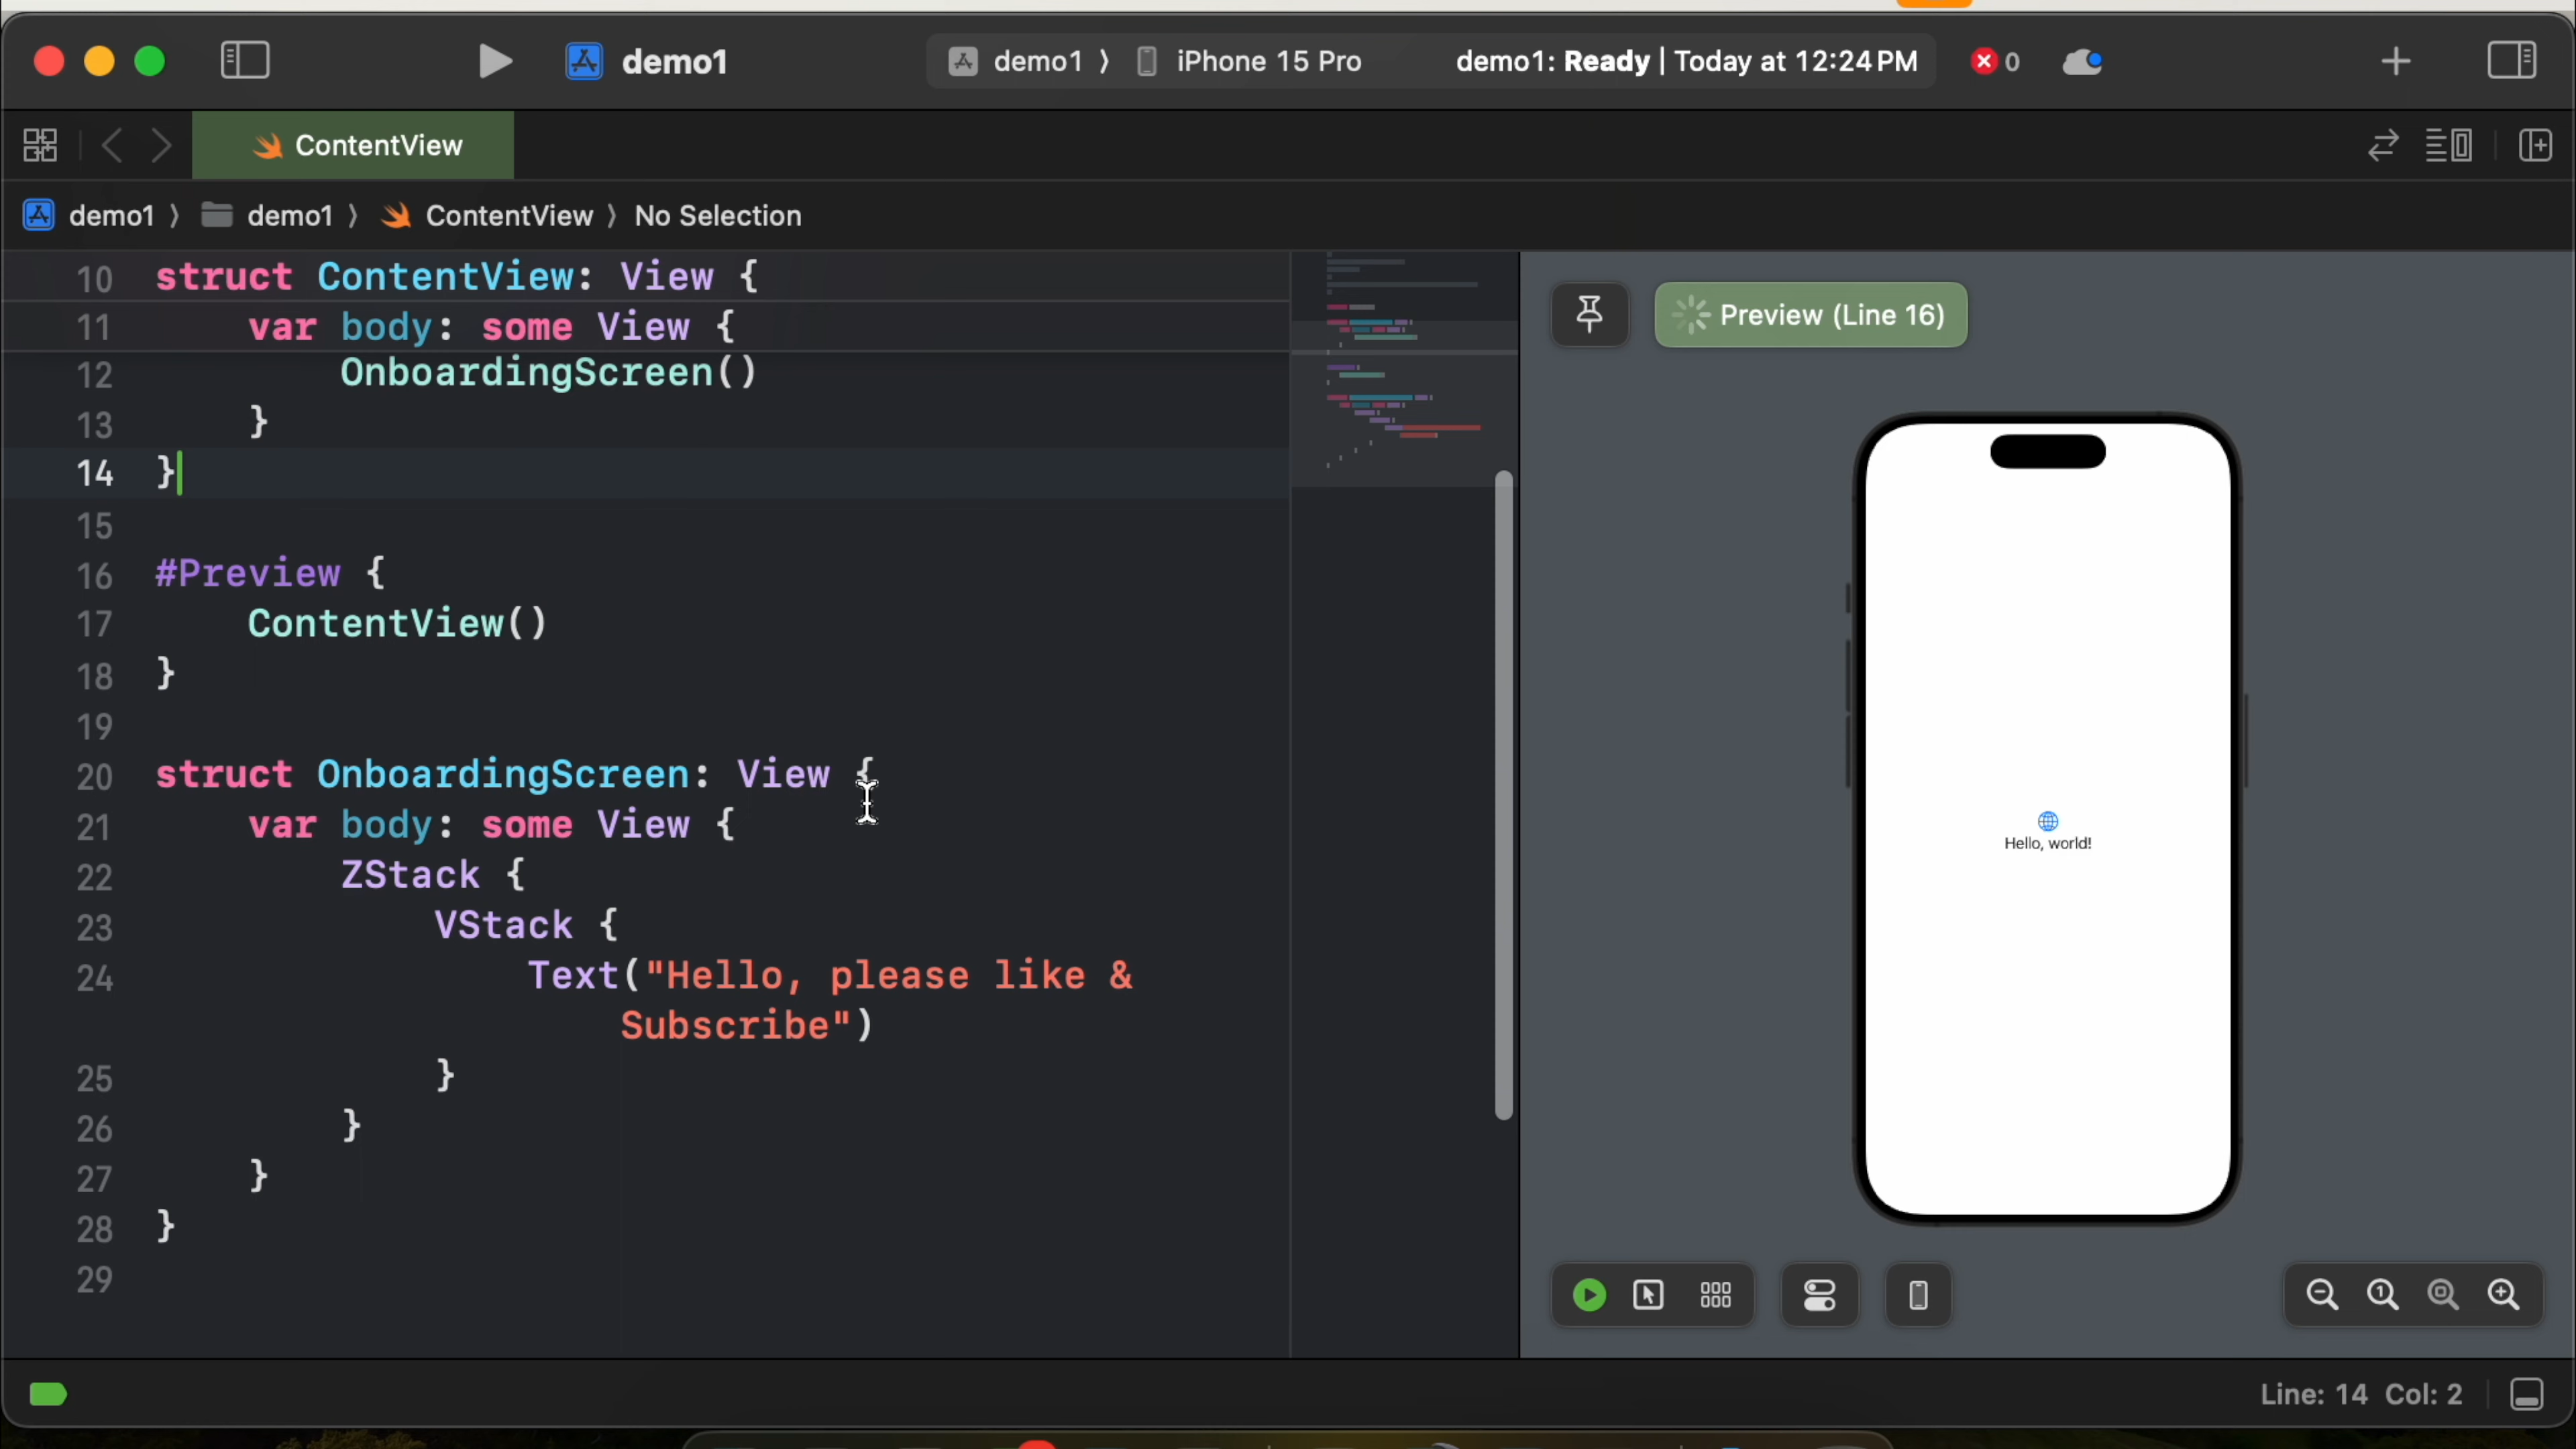 demo1
demo1 ⟩ iPhone 15 Pro
demo1: Ready | Today at 12:24 PM
0
ContentView
demo1 ⟩ demo1 ⟩ ContentView ⟩ No Selection
10 struct ContentView: View {
11 var body: some View {
12 OnboardingScreen()
13 }
14 }
15
16 #Preview {
17 ContentView()
18 }
19
20 struct OnboardingScreen: View {
21 var body: some View {
22 ZStack {
23 VStack {
24 Text("Hello, please like &
Subscribe")
25 }
26 }
27 }
28 }
29
Preview (Line 16)
Hello, world!
Line: 14 Col: 2